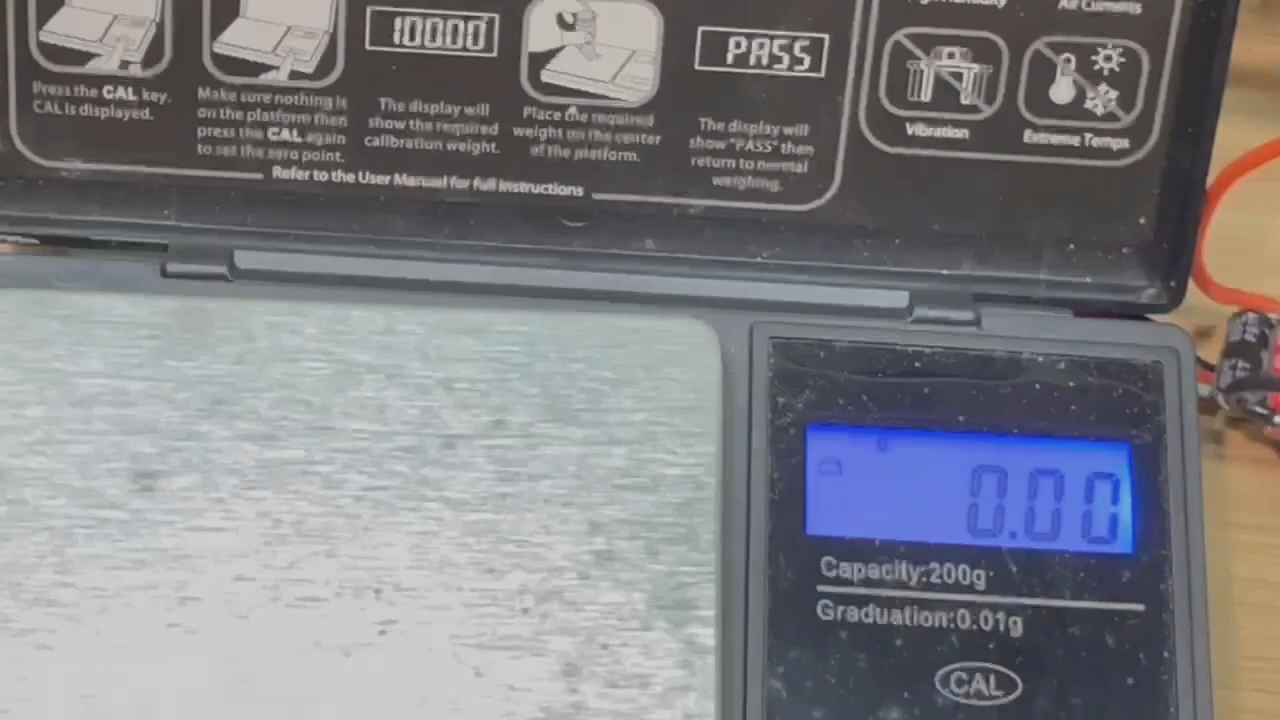 Air Currents
10000
PASS
Press the CAL key.
CAL is displayed.
Make sure nothing is
on the platform then
press the CAL again
to set the zero point.
The display will
show the required
calibration weight.
Place the required
weight on the center
of the platform.
The display will
show "PASS" then
return to normal
weighing.
Vibration
Extreme Temps
Refer to the User Manual for full instructions
0.00
Capacity:200g
Graduation:0.01g
CAL